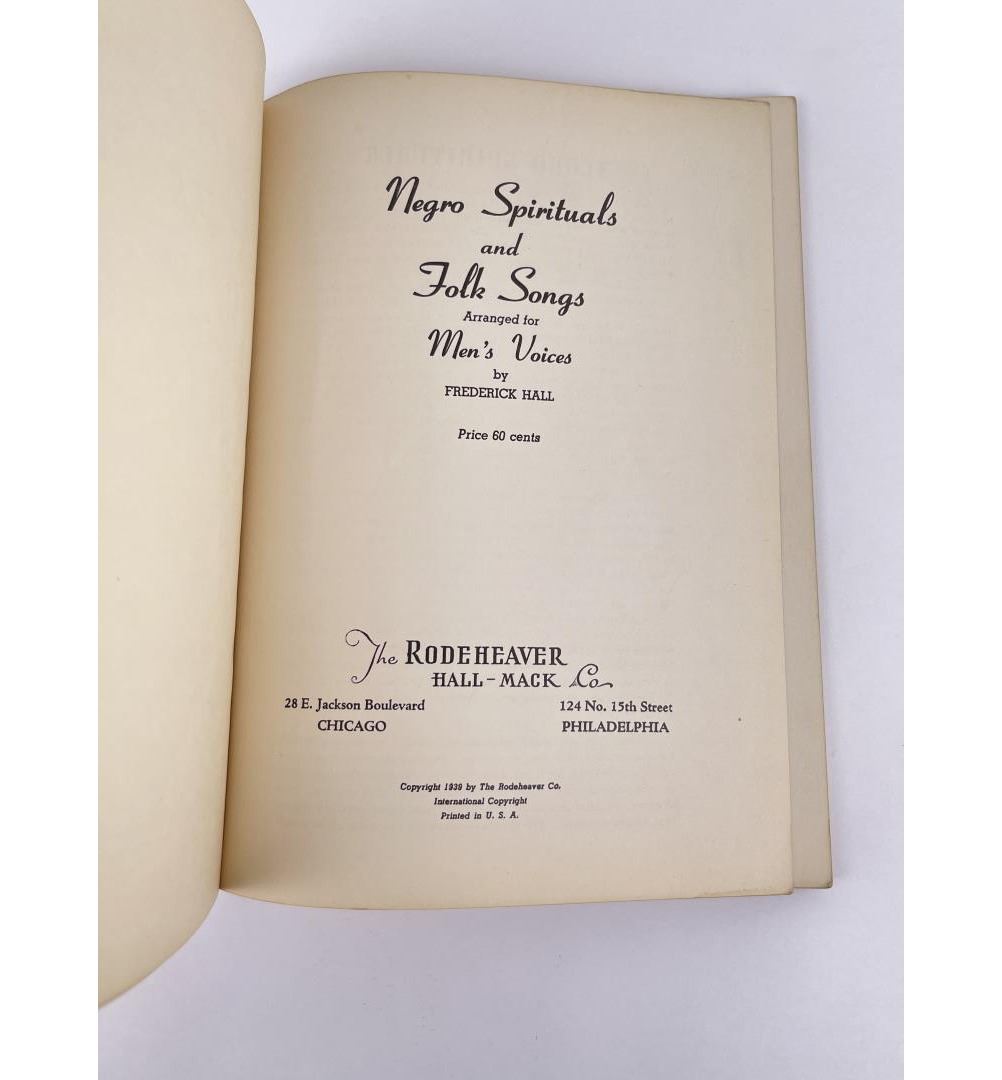 Negro Spirituals
and
Folk Songs
Arranged for
Men's Voices
by
FREDERICK HALL
Price 60 cents
The RODEHEAVER
HALL-MACK Co
28 E. Jackson Boulevard
CHICAGO
124 No. 15th Street
PHILADELPHIA
Copyright 1939 by The Rodeheaver Co.
International Copyright
Printed in U. S. A.